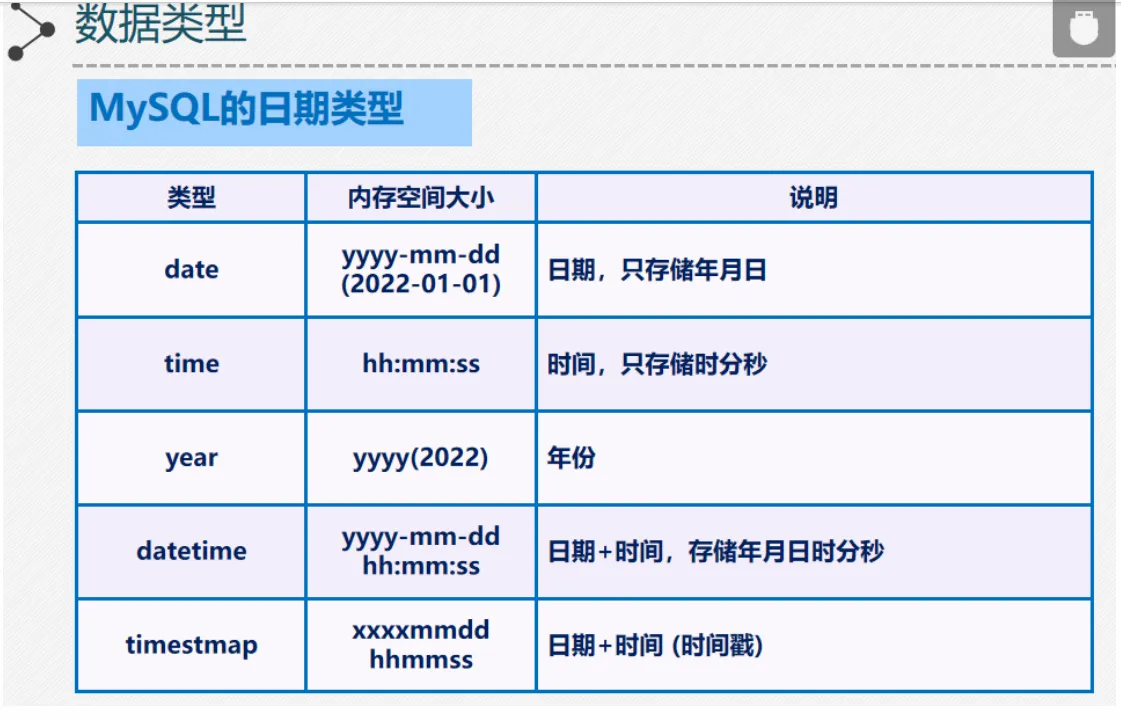 数据类型
MySQL的日期类型
类型 内存空间大小 说明
date yyyy-mm-dd (2022-01-01) 日期，只存储年月日
time hh:mm:ss 时间，只存储时分秒
year yyyy(2022) 年份
datetime yyyy-mm-dd hh:mm:ss 日期+时间，存储年月日时分秒
timestmap xxxxmmdd hhmmss 日期+时间 (时间戳)